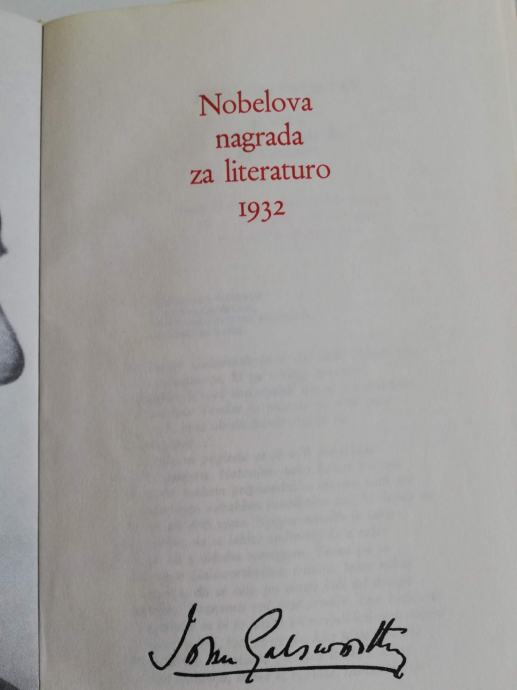 Nobelova
nagrada
za literaturo
1932
John Galsworthy